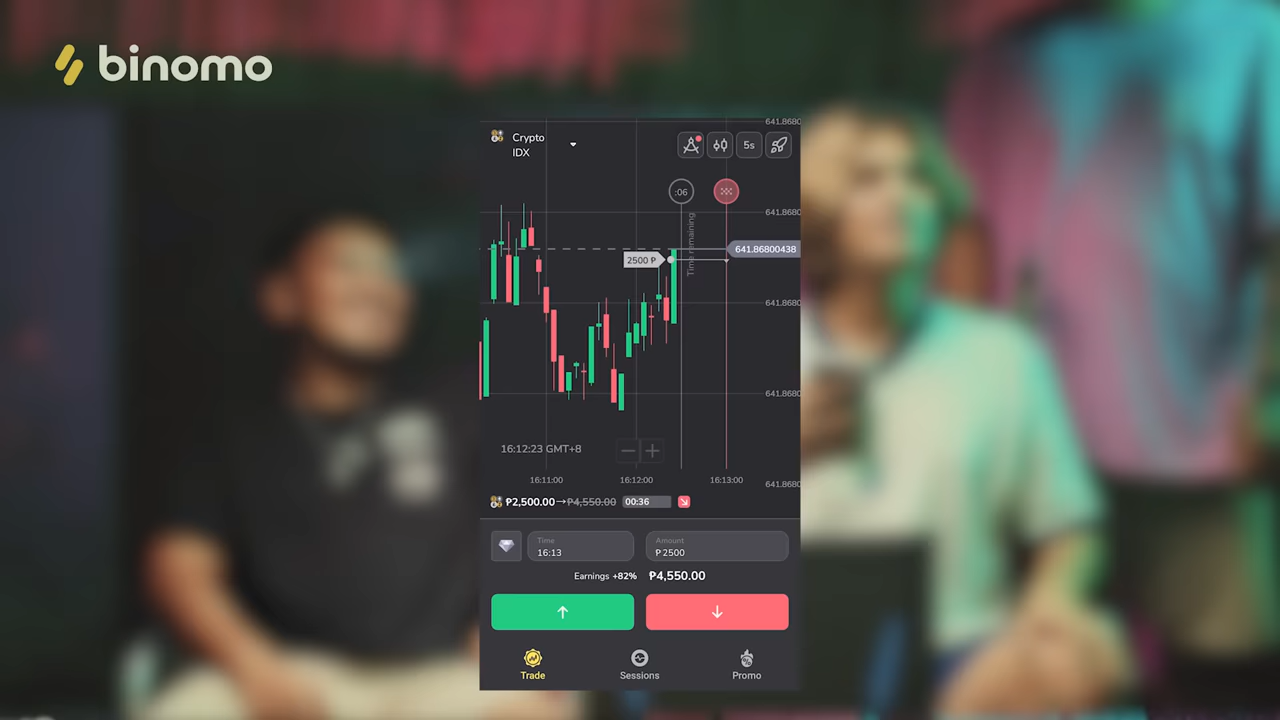 binomo
641.8680
Crypto
IDX
5s
:06
641.8680
Time remaining
641.86800438
2500 ₱
641.8680
641.8680
16:12:23 GMT+8
16:11:00 16:12:00 16:13:00
641.8680
₱2,500.00→₱4,550.00 00:36
Time
16:13
Amount
₱ 2500
Earnings +82% ₱4,550.00
Trade
Sessions
Promo